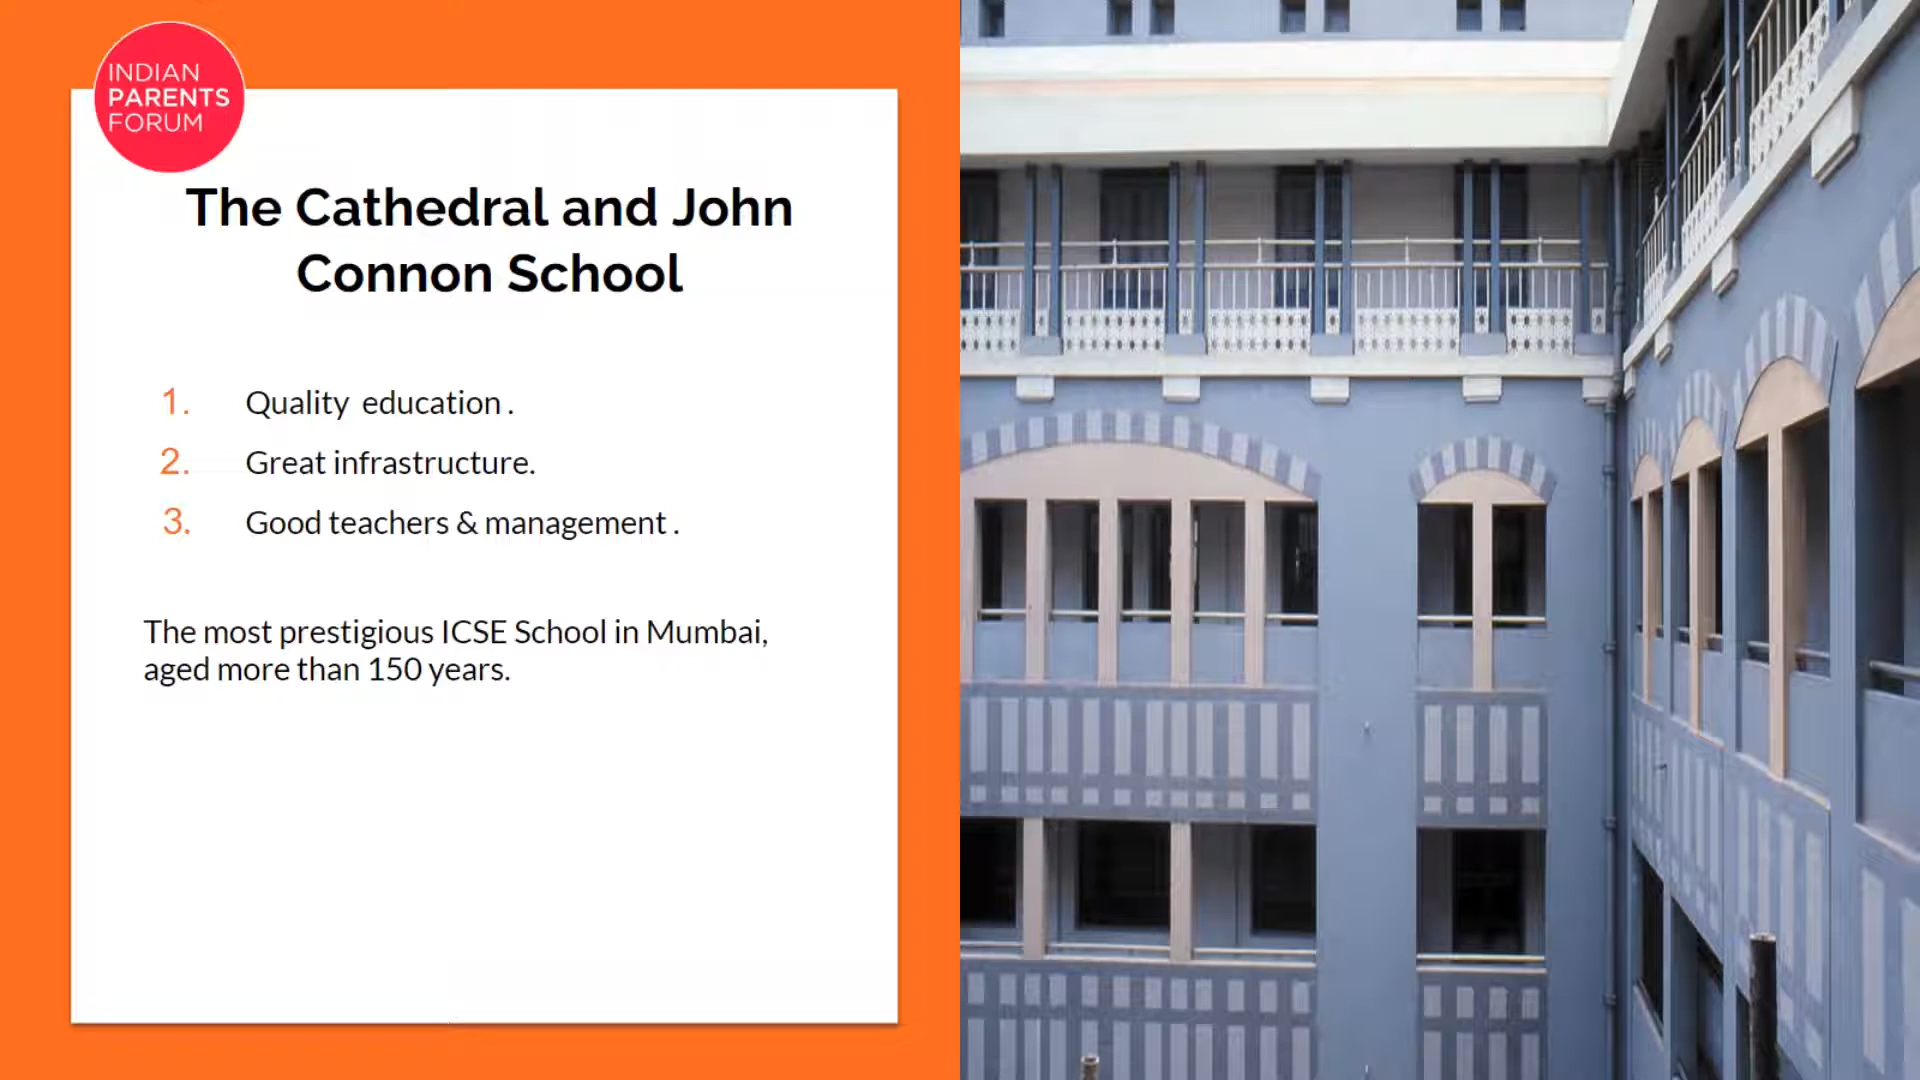 INDIAN
PARENTS
FORUM
The Cathedral and John
Connon School
1. Quality education .
2. Great infrastructure.
3. Good teachers & management .
The most prestigious ICSE School in Mumbai,
aged more than 150 years.